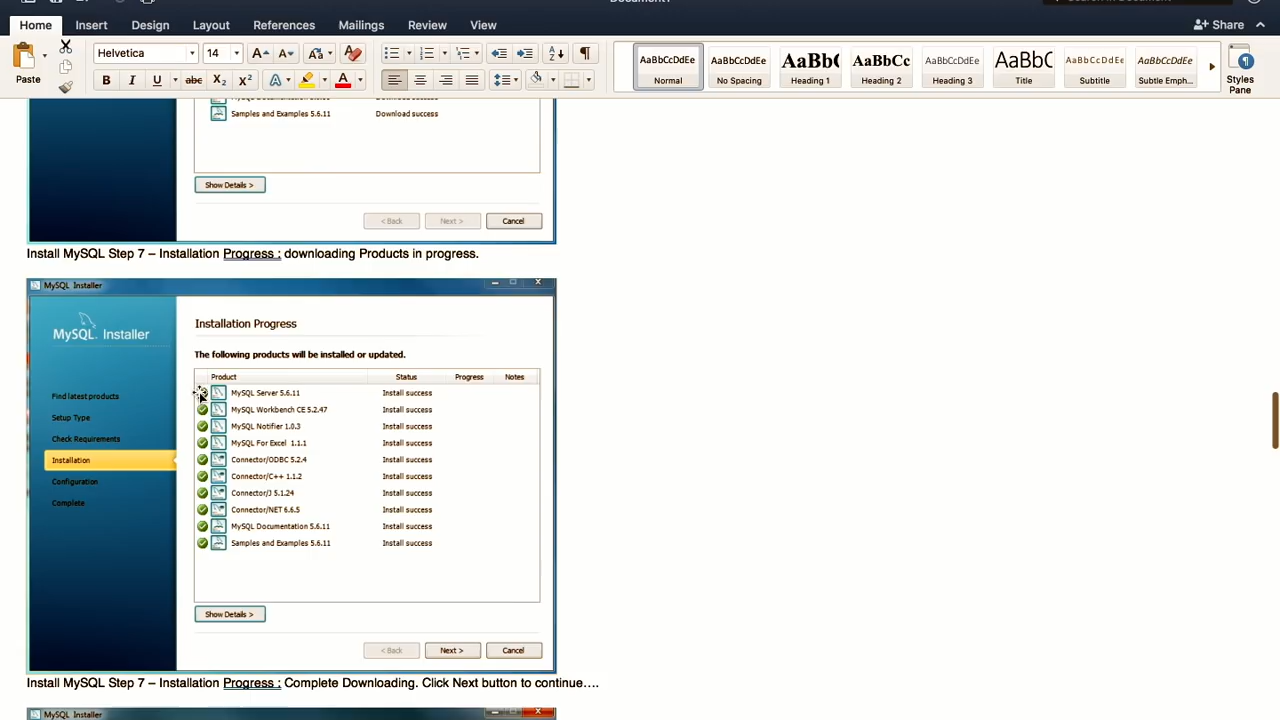 Home Insert Design Layout References Mailings Review View Share
Helvetica 14
Paste
B I U abc X₂ X² A A
AaBbCcDdEe AaBbCcDdEe AaBbC AaBbCc AaBbCcDdEe AaBbC AaBbCcDdEe AaBbCcDdEe
Normal No Spacing Heading 1 Heading 2 Heading 3 Title Subtitle Subtle Emph...
Styles
Pane
Samples and Examples 5.6.11 Download success
Show Details >
< Back Next > Cancel
Install MySQL Step 7 – Installation Progress : downloading Products in progress.
MySQL Installer
MySQL Installer
Installation Progress
The following products will be installed or updated.
Product Status Progress Notes
Find latest products
Setup Type
Check Requirements
Installation
Configuration
Complete
MySQL Server 5.6.11 Install success
MySQL Workbench CE 5.2.47 Install success
MySQL Notifier 1.0.3 Install success
MySQL For Excel 1.1.1 Install success
Connector/ODBC 5.2.4 Install success
Connector/C++ 1.1.2 Install success
Connector/J 5.1.24 Install success
Connector/NET 6.6.5 Install success
MySQL Documentation 5.6.11 Install success
Samples and Examples 5.6.11 Install success
Show Details >
< Back Next > Cancel
Install MySQL Step 7 – Installation Progress : Complete Downloading. Click Next button to continue….
MySQL Installer